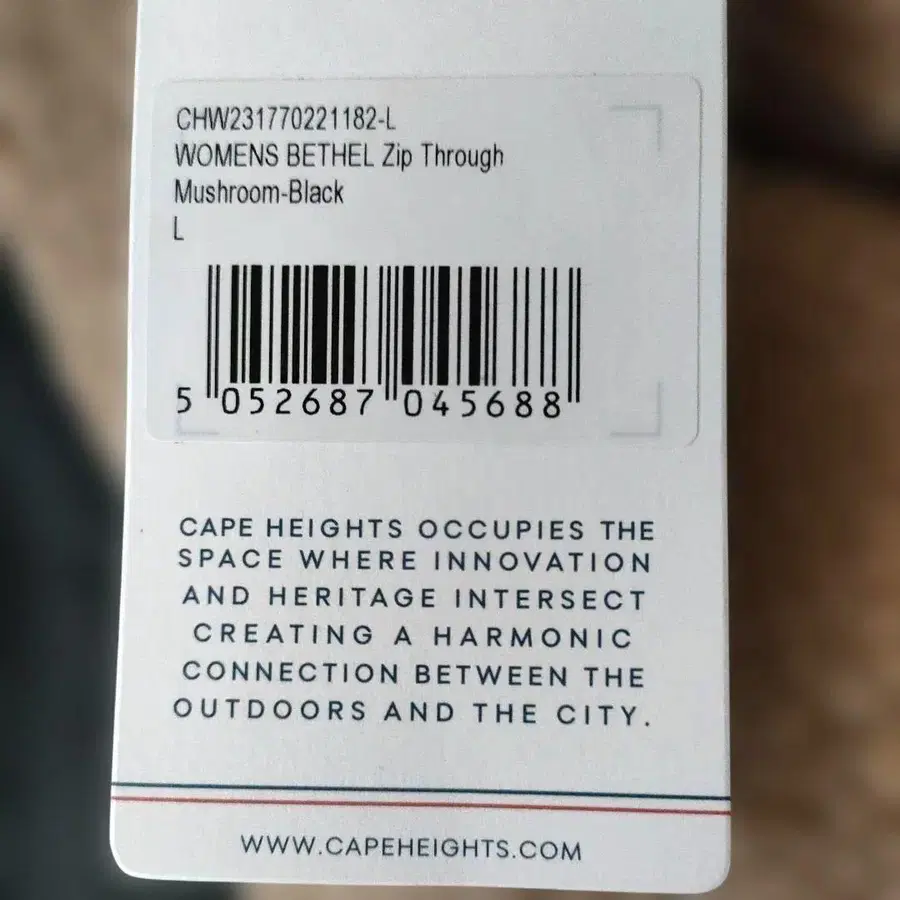 CHW231770221182-L
WOMENS BETHEL Zip Through
Mushroom-Black
L
5 052687 045688
CAPE HEIGHTS OCCUPIES THE
SPACE WHERE INNOVATION
AND HERITAGE INTERSECT
CREATING A HARMONIC
CONNECTION BETWEEN THE
OUTDOORS AND THE CITY.
WWW.CAPEHEIGHTS.COM